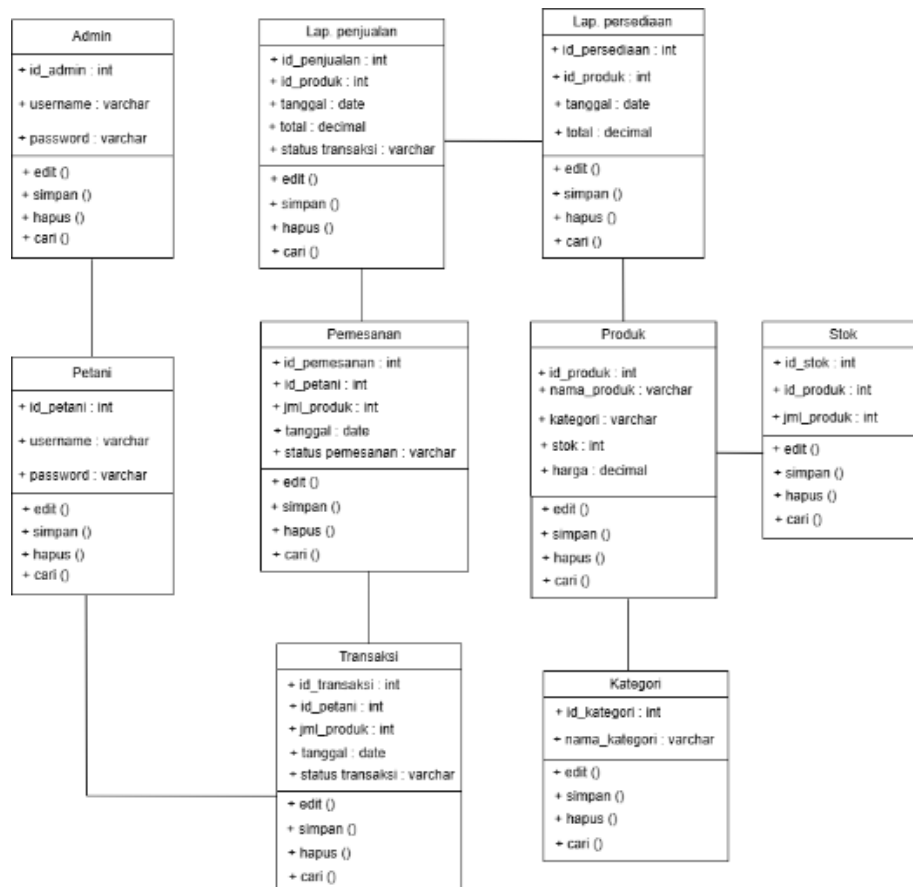 Admin
+ id_admin : int
+ username : varchar
+ password : varchar
+ edit ()
+ simpan ()
+ hapus ()
+ cari ()
Lap. penjualan
+ id_penjualan : int
+ id_produk : int
+ tanggal : date
+ total : decimal
+ status transaksi : varchar
+ edit ()
+ simpan ()
+ hapus ()
+ cari ()
Lap. persediaan
+ id_persediaan : int
+ id_produk : int
+ tanggal : date
+ total : decimal
+ edit ()
+ simpan ()
+ hapus ()
+ cari ()
Petani
+ id_petani : int
+ username : varchar
+ password : varchar
+ edit ()
+ simpan ()
+ hapus ()
+ cari ()
Pemesanan
+ id_pemesanan : int
+ id_petani : int
+ jml_produk : int
+ tanggal : date
+ status pemesanan : varchar
+ edit ()
+ simpan ()
+ hapus ()
+ cari ()
Produk
+ id_produk : int
+ nama_produk : varchar
+ kategori : varchar
+ stok : int
+ harga : decimal
+ edit ()
+ simpan ()
+ hapus ()
+ cari ()
Stok
+ id_stok : int
+ id_produk : int
+ jml_produk : int
+ edit ()
+ simpan ()
+ hapus ()
+ cari ()
Transaksi
+ id_transaksi : int
+ id_petani : int
+ jml_produk : int
+ tanggal : date
+ status transaksi : varchar
+ edit ()
+ simpan ()
+ hapus ()
+ cari ()
Kategori
+ id_kategori : int
+ nama_kategori : varchar
+ edit ()
+ simpan ()
+ hapus ()
+ cari ()